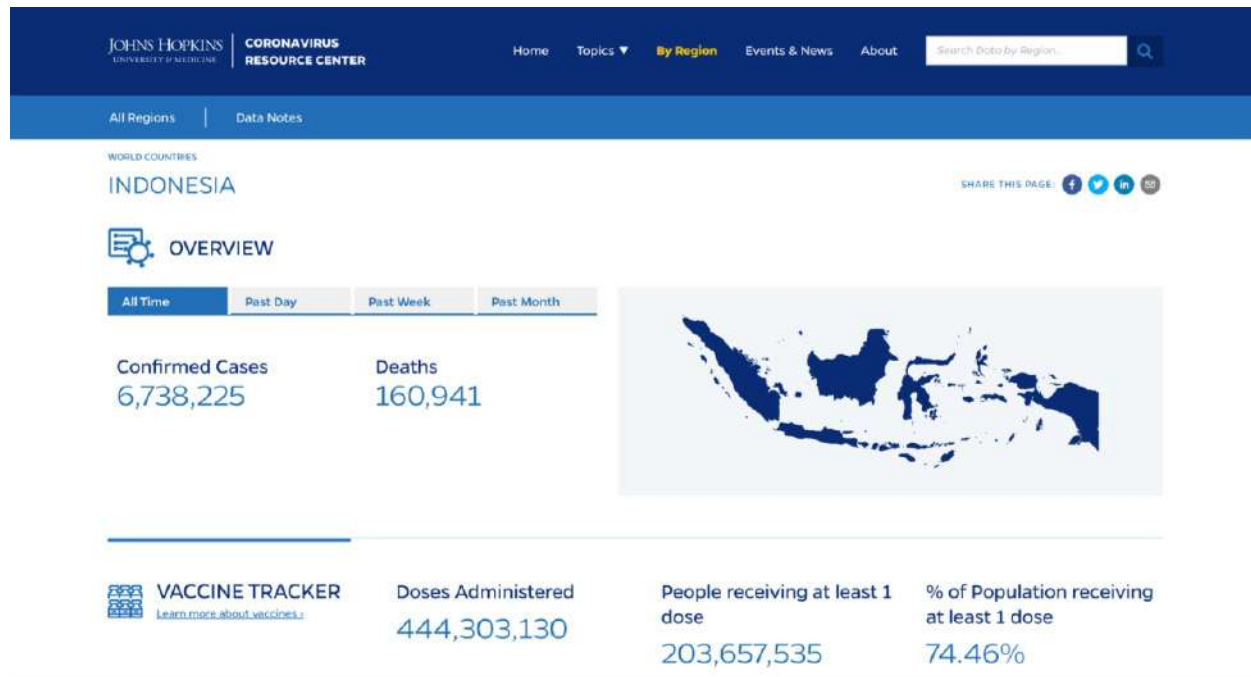 JOHNS HOPKINS
UNIVERSITY & MEDICINE
CORONAVIRUS
RESOURCE CENTER
Home Topics ▼ By Region Events & News About Search Data by Region...
All Regions Data Notes
WORLD COUNTRIES
INDONESIA
SHARE THIS PAGE:
OVERVIEW
All Time Past Day Past Week Past Month
Confirmed Cases Deaths
6,738,225 160,941
VACCINE TRACKER
Learn more about vaccines ›
Doses Administered
444,303,130
People receiving at least 1
dose
203,657,535
% of Population receiving
at least 1 dose
74.46%